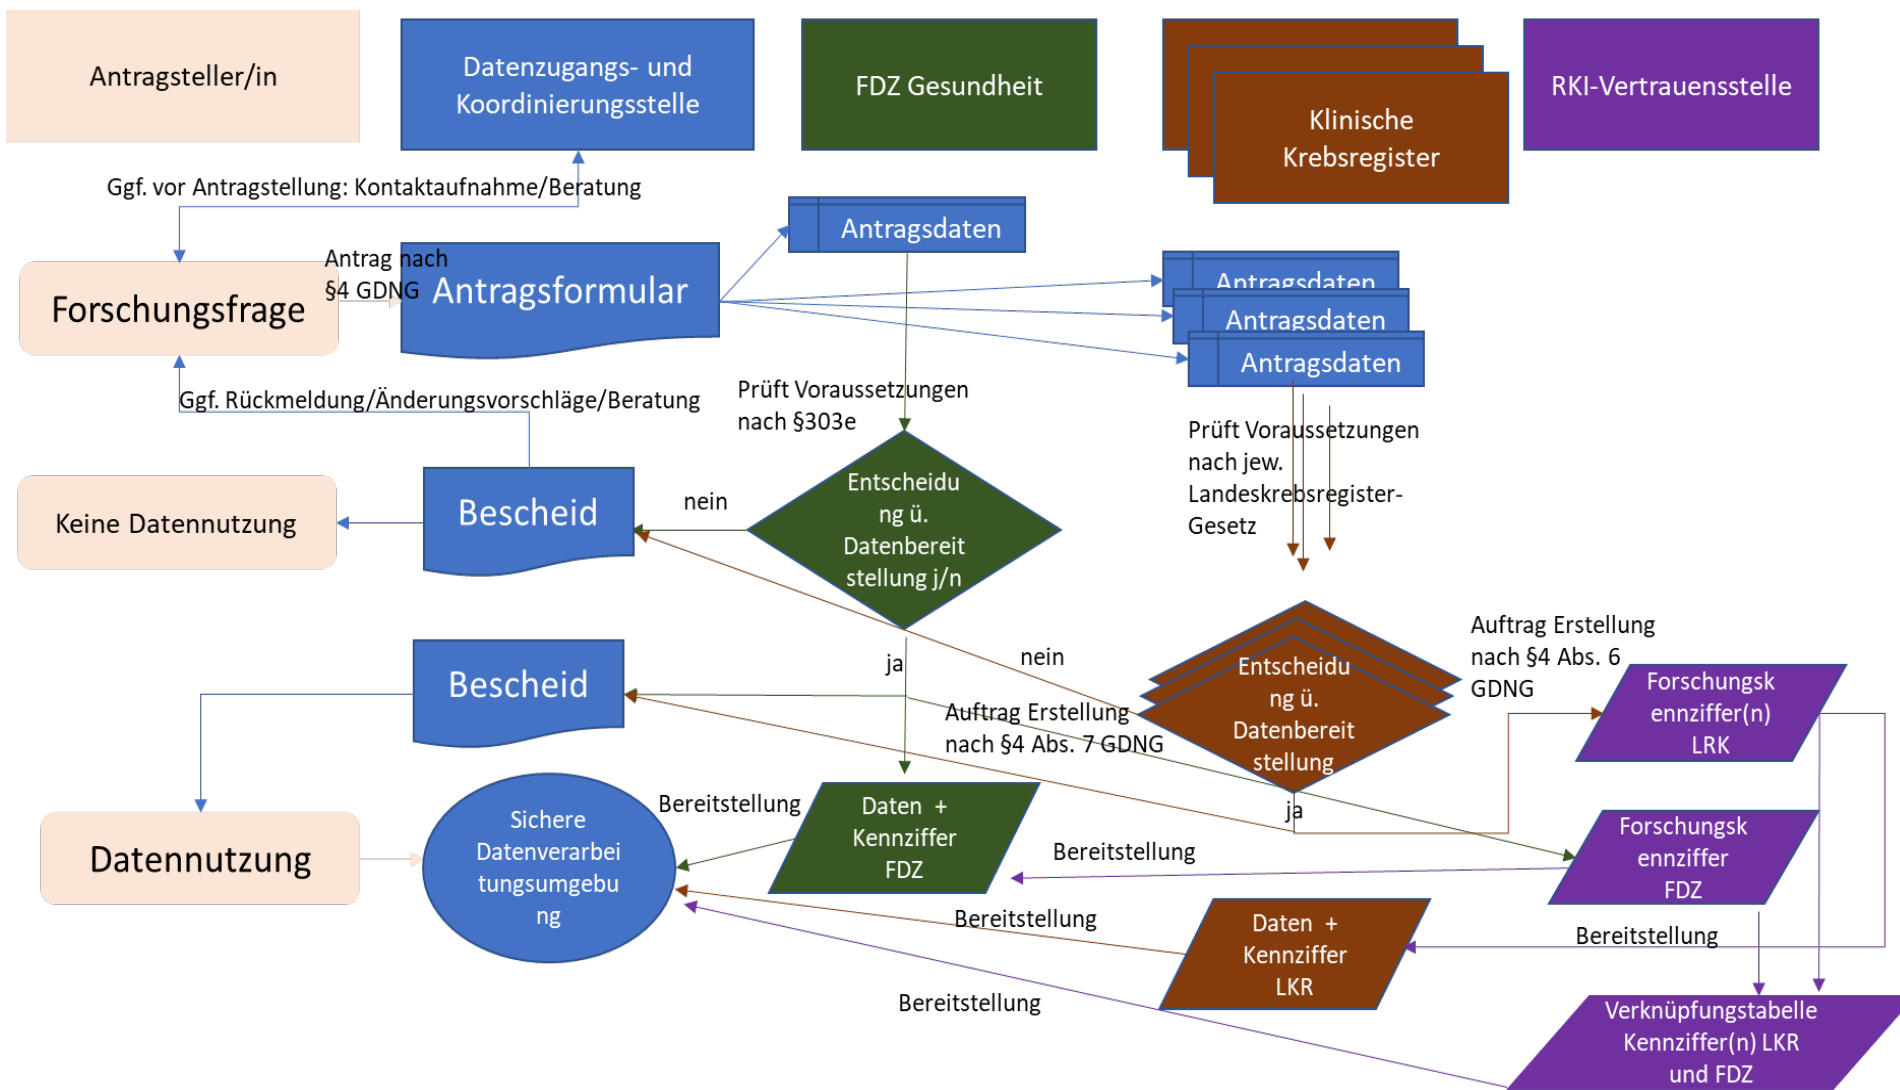 Antragsteller/in
Datenzugangs- und
Koordinierungsstelle
FDZ Gesundheit
Klinische
Krebsregister
RKI-Vertrauensstelle
Ggf. vor Antragstellung: Kontaktaufnahme/Beratung
Antrag nach
§4 GDNG
Forschungsfrage
Antragsformular
Antragsdaten
Antragsdaten
Antragsdaten
Antragsdaten
Ggf. Rückmeldung/Änderungsvorschläge/Beratung
Prüft Voraussetzungen
nach §303e
Prüft Voraussetzungen
nach jew.
Landeskrebsregister-
Gesetz
Keine Datennutzung
Bescheid
nein
Entscheidu
ng ü.
Datenbereit
stellung j/n
ja
nein
Entscheidu
ng ü.
Datenbereit
stellung
ja
Auftrag Erstellung
nach §4 Abs. 6
GDNG
Forschungsk
ennziffer(n)
LRK
Bescheid
Auftrag Erstellung
nach §4 Abs. 7 GDNG
Datennutzung
Sichere
Datenverarbei
tungsumgebu
ng
Bereitstellung
Daten + 
Kennziffer
FDZ
Bereitstellung
Forschungsk
ennziffer
FDZ
Bereitstellung
Daten + 
Kennziffer
LKR
Bereitstellung
Bereitstellung
Verknüpfungstabelle
Kennziffer(n) LKR
und FDZ